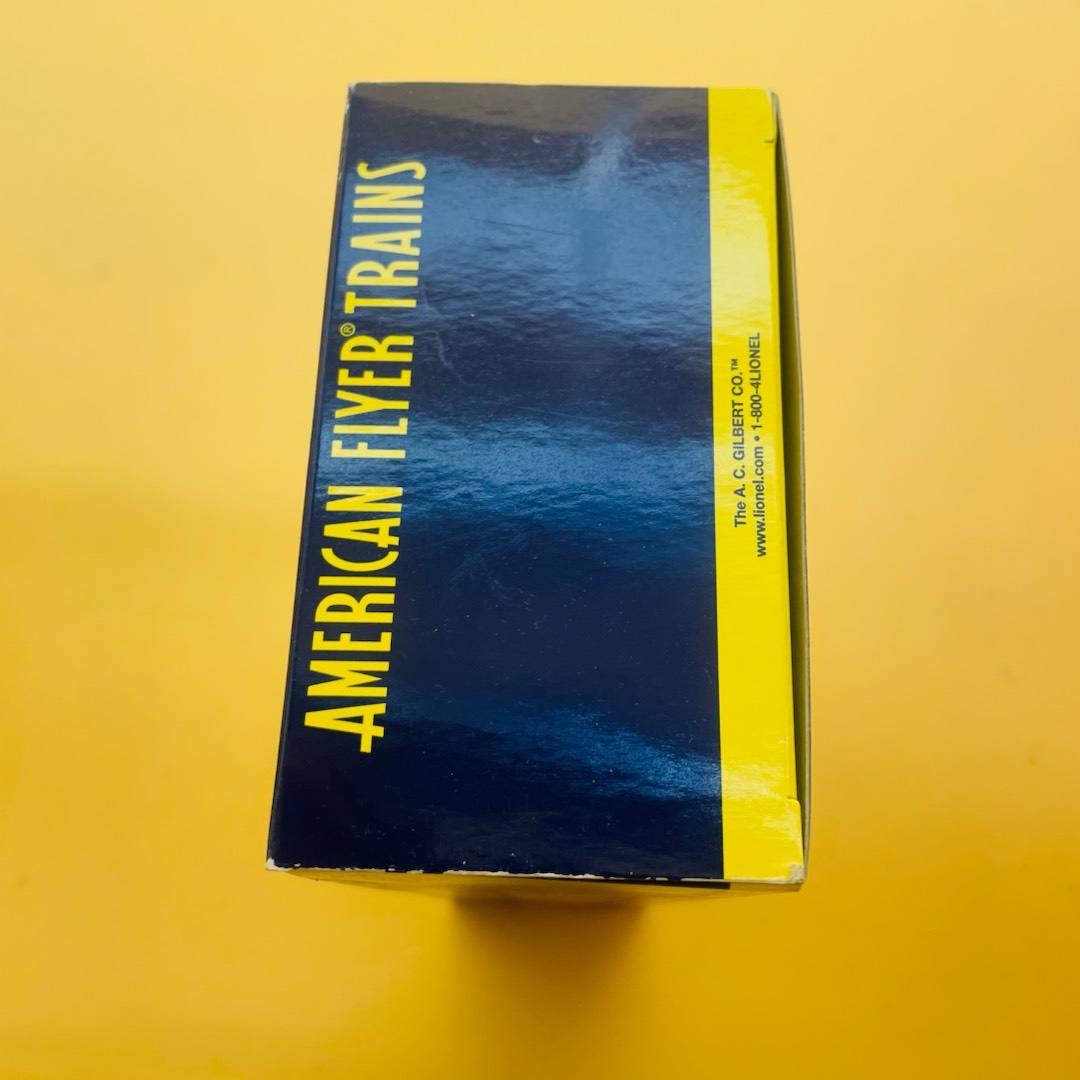 AMERICAN FLYER® TRAINS
The A. C. GILBERT CO.™
www.lionel.com • 1-800-4LIONEL